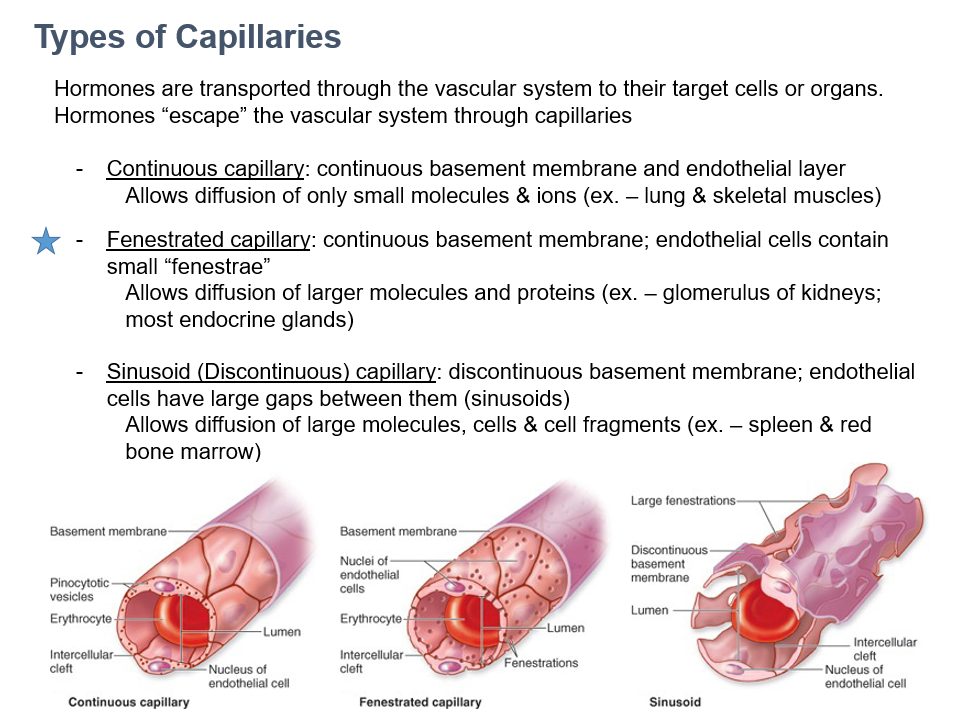 Types of Capillaries
Hormones are transported through the vascular system to their target cells or organs.
Hormones “escape” the vascular system through capillaries
- Continuous capillary: continuous basement membrane and endothelial layer
Allows diffusion of only small molecules & ions (ex. – lung & skeletal muscles)
- Fenestrated capillary: continuous basement membrane; endothelial cells contain
small “fenestrae”
Allows diffusion of larger molecules and proteins (ex. – glomerulus of kidneys;
most endocrine glands)
- Sinusoid (Discontinuous) capillary: discontinuous basement membrane; endothelial
cells have large gaps between them (sinusoids)
Allows diffusion of large molecules, cells & cell fragments (ex. – spleen & red
bone marrow)
Basement membrane
Pinocytotic
vesicles
Erythrocyte
Lumen
Intercellular
cleft
Nucleus of
endothelial cell
Continuous capillary
Basement membrane
Nuclei of
endothelial
cells
Erythrocyte
Lumen
Intercellular
cleft
Fenestrations
Fenestrated capillary
Large fenestrations
Discontinuous
basement
membrane
Lumen
Intercellular
cleft
Nucleus of
endothelial cell
Sinusoid